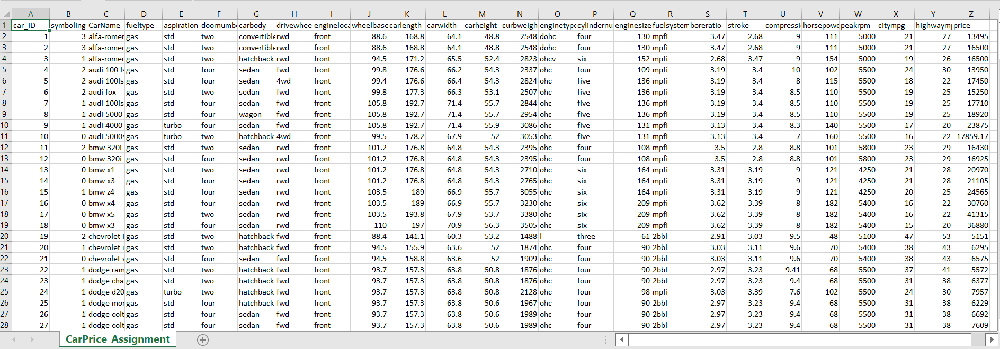 A B C D E F G H I J K L M N O P Q R S T U V W X Y Z
1 car_ID symboling CarName fueltype aspiration doornumbe carbody drivewhee engineloca wheelbase carlength carwidth carheight curbweigh enginetype cylindernu enginesize fuelsystem boreratio stroke compressi horsepowe peakrpm citympg highwaym price
2 1 3 alfa-romer gas std two convertible rwd front 88.6 168.8 64.1 48.8 2548 dohc four 130 mpfi 3.47 2.68 9 111 5000 21 27 13495
3 2 3 alfa-romer gas std two convertible rwd front 88.6 168.8 64.1 48.8 2548 dohc four 130 mpfi 3.47 2.68 9 111 5000 21 27 16500
4 3 1 alfa-romer gas std two hatchback rwd front 94.5 171.2 65.5 52.4 2823 ohcv six 152 mpfi 2.68 3.47 9 154 5000 19 26 16500
5 4 2 audi 100 ls gas std four sedan fwd front 99.8 176.6 66.2 54.3 2337 ohc four 109 mpfi 3.19 3.4 10 102 5500 24 30 13950
6 5 2 audi 100ls gas std four sedan 4wd front 99.4 176.6 66.4 54.3 2824 ohc five 136 mpfi 3.19 3.4 8 115 5500 18 22 17450
7 6 2 audi fox gas std two sedan fwd front 99.8 177.3 66.3 53.1 2507 ohc five 136 mpfi 3.19 3.4 8.5 110 5500 19 25 15250
8 7 1 audi 100ls gas std four sedan fwd front 105.8 192.7 71.4 55.7 2844 ohc five 136 mpfi 3.19 3.4 8.5 110 5500 19 25 17710
9 8 1 audi 5000 gas std four wagon fwd front 105.8 192.7 71.4 55.7 2954 ohc five 136 mpfi 3.19 3.4 8.5 110 5500 19 25 18920
10 9 1 audi 4000 gas turbo four sedan fwd front 105.8 192.7 71.4 55.9 3086 ohc five 131 mpfi 3.13 3.4 8.3 140 5500 17 20 23875
11 10 0 audi 5000s gas turbo two hatchback 4wd front 99.5 178.2 67.9 52 3053 ohc five 131 mpfi 3.13 3.4 7 160 5500 16 22 17859.17
12 11 2 bmw 320i gas std two sedan rwd front 101.2 176.8 64.8 54.3 2395 ohc four 108 mpfi 3.5 2.8 8.8 101 5800 23 29 16430
13 12 0 bmw 320i gas std four sedan rwd front 101.2 176.8 64.8 54.3 2395 ohc four 108 mpfi 3.5 2.8 8.8 101 5800 23 29 16925
14 13 0 bmw x1 gas std two sedan rwd front 101.2 176.8 64.8 54.3 2710 ohc six 164 mpfi 3.31 3.19 9 121 4250 21 28 20970
15 14 0 bmw x3 gas std four sedan rwd front 101.2 176.8 64.8 54.3 2765 ohc six 164 mpfi 3.31 3.19 9 121 4250 21 28 21105
16 15 1 bmw z4 gas std four sedan rwd front 103.5 189 66.9 55.7 3055 ohc six 164 mpfi 3.31 3.19 9 121 4250 20 25 24565
17 16 0 bmw x4 gas std four sedan rwd front 103.5 189 66.9 55.7 3230 ohc six 209 mpfi 3.62 3.39 8 182 5400 16 22 30760
18 17 0 bmw x5 gas std two sedan rwd front 103.5 193.8 67.9 53.7 3380 ohc six 209 mpfi 3.62 3.39 8 182 5400 16 22 41315
19 18 0 bmw x3 gas std four sedan rwd front 110 197 70.9 56.3 3505 ohc six 209 mpfi 3.62 3.39 8 182 5400 15 20 36880
20 19 2 chevrolet i gas std two hatchback fwd front 88.4 141.1 60.3 53.2 1488 l three 61 2bbl 2.91 3.03 9.5 48 5100 47 53 5151
21 20 1 chevrolet r gas std two hatchback fwd front 94.5 155.9 63.6 52 1874 ohc four 90 2bbl 3.03 3.11 9.6 70 5400 38 43 6295
22 21 0 chevrolet v gas std four sedan fwd front 94.5 158.8 63.6 52 1909 ohc four 90 2bbl 3.03 3.11 9.6 70 5400 38 43 6575
23 22 1 dodge ram gas std two hatchback fwd front 93.7 157.3 63.8 50.8 1876 ohc four 90 2bbl 2.97 3.23 9.41 68 5500 37 41 5572
24 23 1 dodge cha gas std two hatchback fwd front 93.7 157.3 63.8 50.8 1876 ohc four 90 2bbl 2.97 3.23 9.4 68 5500 31 38 6377
25 24 1 dodge d20 gas turbo two hatchback fwd front 93.7 157.3 63.8 50.8 2128 ohc four 98 mpfi 3.03 3.39 7.6 102 5500 24 30 7957
26 25 1 dodge mor gas std four hatchback fwd front 93.7 157.3 63.8 50.6 1967 ohc four 90 2bbl 2.97 3.23 9.4 68 5500 31 38 6229
27 26 1 dodge colt gas std four sedan fwd front 93.7 157.3 63.8 50.6 1989 ohc four 90 2bbl 2.97 3.23 9.4 68 5500 31 38 6692
28 27 1 dodge colt gas std four sedan fwd front 93.7 157.3 63.8 50.6 1989 ohc four 90 2bbl 2.97 3.23 9.4 68 5500 31 38 7609
CarPrice_Assignment